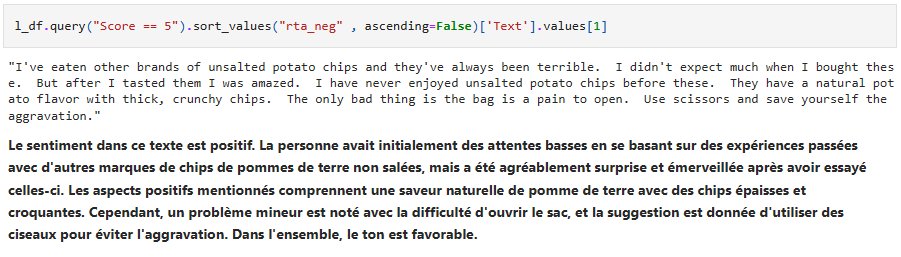 l_df.query("Score == 5").sort_values("rta_neg" , ascending=False)['Text'].values[1]
"I've eaten other brands of unsalted potato chips and they've always been terrible.  I didn't expect much when I bought thes
e.  But after I tasted them I was amazed.  I have never enjoyed unsalted potato chips before these.  They have a natural pot
ato flavor with thick, crunchy chips.  The only bad thing is the bag is a pain to open.  Use scissors and save yourself the
aggravation."
Le sentiment dans ce texte est positif. La personne avait initialement des attentes basses en se basant sur des expériences passées
avec d'autres marques de chips de pommes de terre non salées, mais a été agréablement surprise et émerveillée après avoir essayé
celles-ci. Les aspects positifs mentionnés comprennent une saveur naturelle de pomme de terre avec des chips épaisses et
croquantes. Cependant, un problème mineur est noté avec la difficulté d'ouvrir le sac, et la suggestion est donnée d'utiliser des
ciseaux pour éviter l'aggravation. Dans l'ensemble, le ton est favorable.